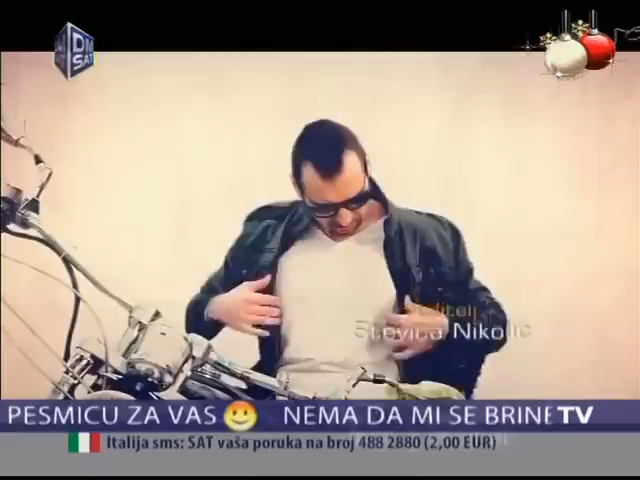 DM
SAT
Stevica Nikolic
PESMICU ZA VAS NEMA DA MI SE BRINE TV
Italija sms: SAT vaša poruka na broj 488 2880 (2,00 EUR)